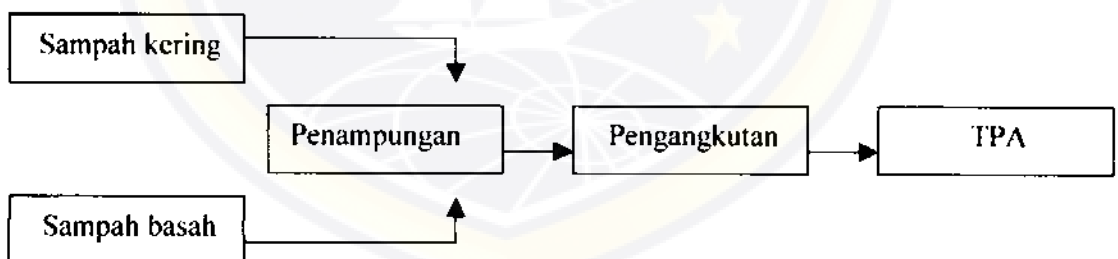 Sampah kering
Penampungan
Pengangkutan
TPA
Sampah basah